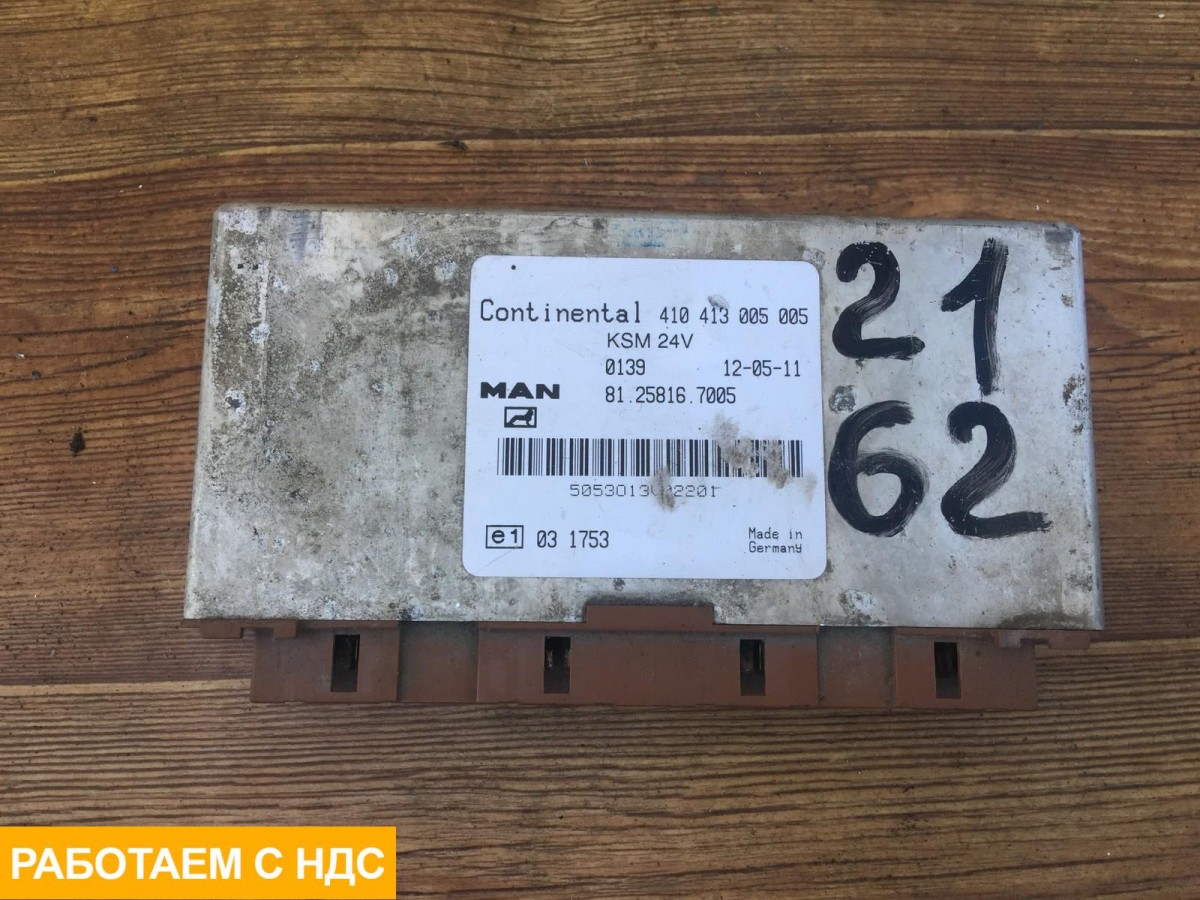 Continental 410 413 005 005
KSM 24V
0139 12-05-11
MAN 81.25816.7005
e1 03 1753
Made in
Germany
21
62
РАБОТАЕМ С НДС